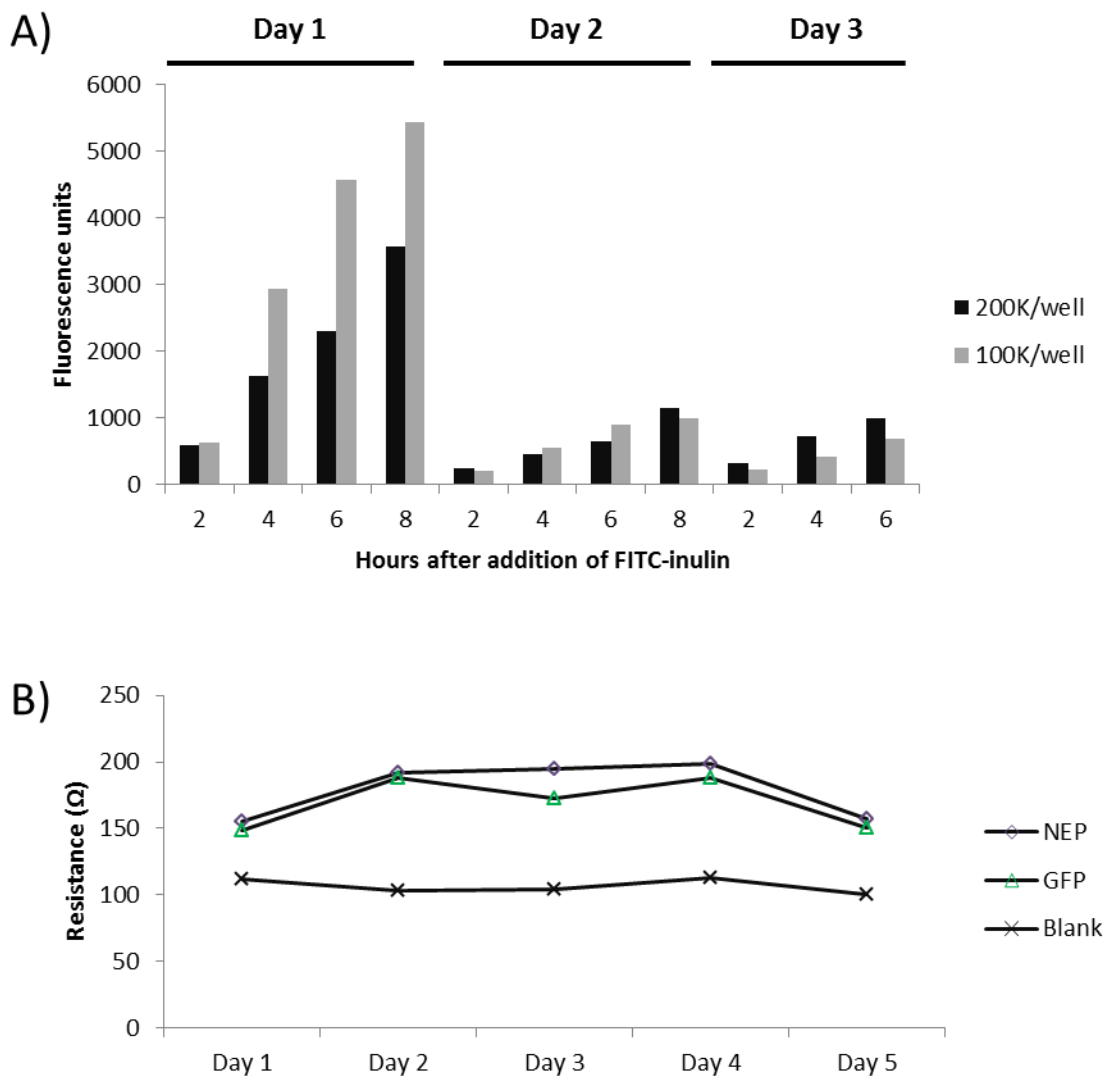 A)
Day 1 Day 2 Day 3
6000
5000
4000
3000
2000
1000
0
Fluorescence units
200K/well
100K/well
2 4 6 8 2 4 6 8 2 4 6
Hours after addition of FITC-inulin
B)
250
200
150
100
50
0
Resistance (Ω)
NEP
GFP
Blank
Day 1 Day 2 Day 3 Day 4 Day 5